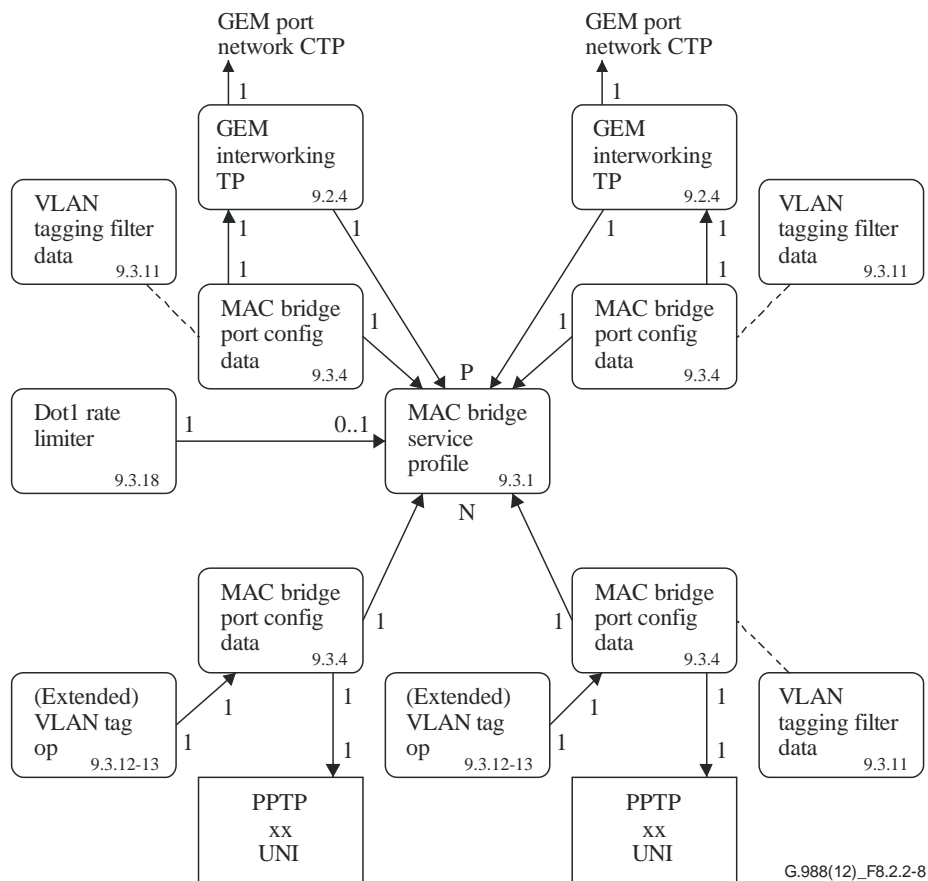 GEM port
network CTP
GEM port
network CTP
1
1
GEM
interworking
TP
9.2.4
GEM
interworking
TP
9.2.4
VLAN
tagging filter
data
9.3.11
VLAN
tagging filter
data
9.3.11
1
1
1
1
1
1
MAC bridge
port config
data
9.3.4
1
1
MAC bridge
port config
data
9.3.4
P
Dot1 rate
limiter
9.3.18
1
0..1
MAC bridge
service
profile
9.3.1
N
MAC bridge
port config
data
9.3.4
1
1
MAC bridge
port config
data
9.3.4
(Extended)
VLAN tag
op
9.3.12-13
1
1
1
1
(Extended)
VLAN tag
op
9.3.12-13
1
1
1
1
VLAN
tagging filter
data
9.3.11
PPTP
xx
UNI
PPTP
xx
UNI
G.988(12)_F8.2.2-8